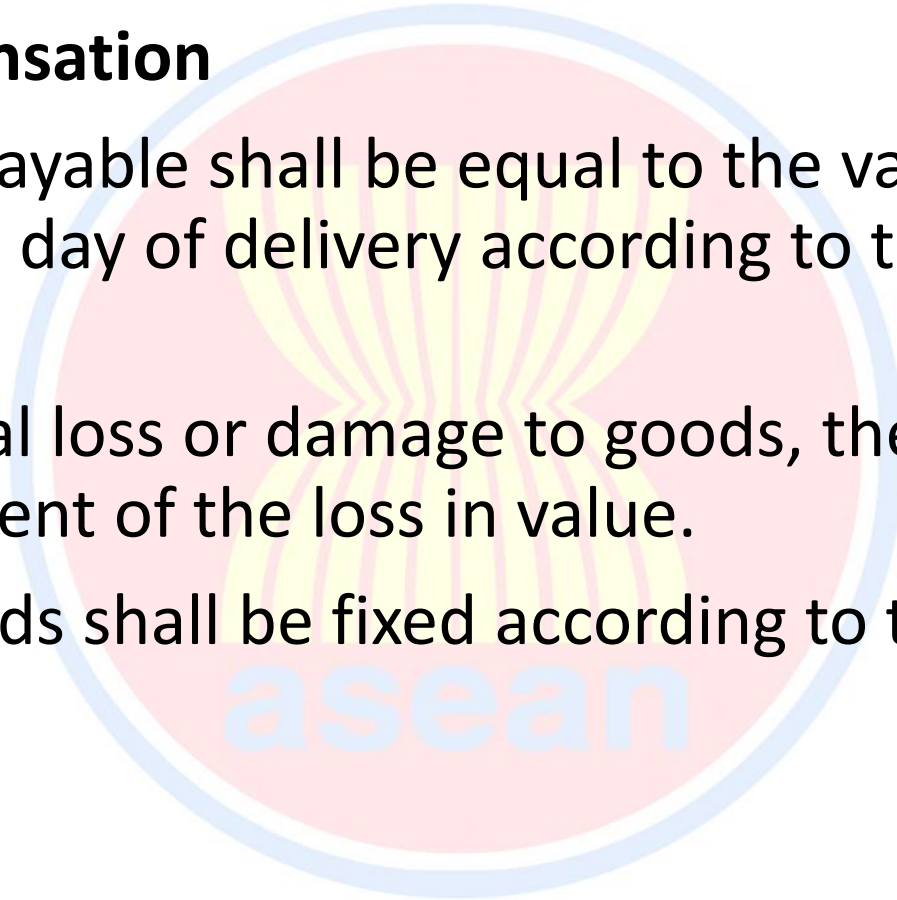 nsation
ayable shall be equal to the va
day of delivery according to t
al loss or damage to goods, the
ent of the loss in value.
ds shall be fixed according to t
asean